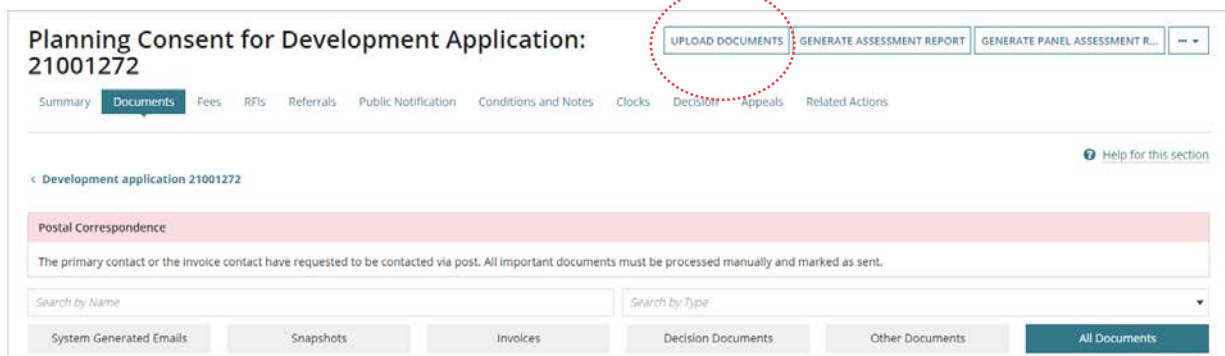 Planning Consent for Development Application:
21001272
UPLOAD DOCUMENTS
GENERATE ASSESSMENT REPORT
GENERATE PANEL ASSESSMENT R...
Summary Documents Fees RFIs Referrals Public Notification Conditions and Notes Clocks Decision Appeals Related Actions
Help for this section
< Development application 21001272
Postal Correspondence
The primary contact or the invoice contact have requested to be contacted via post. All important documents must be processed manually and marked as sent.
Search by Name
Search by Type
System Generated Emails Snapshots Invoices Decision Documents Other Documents All Documents